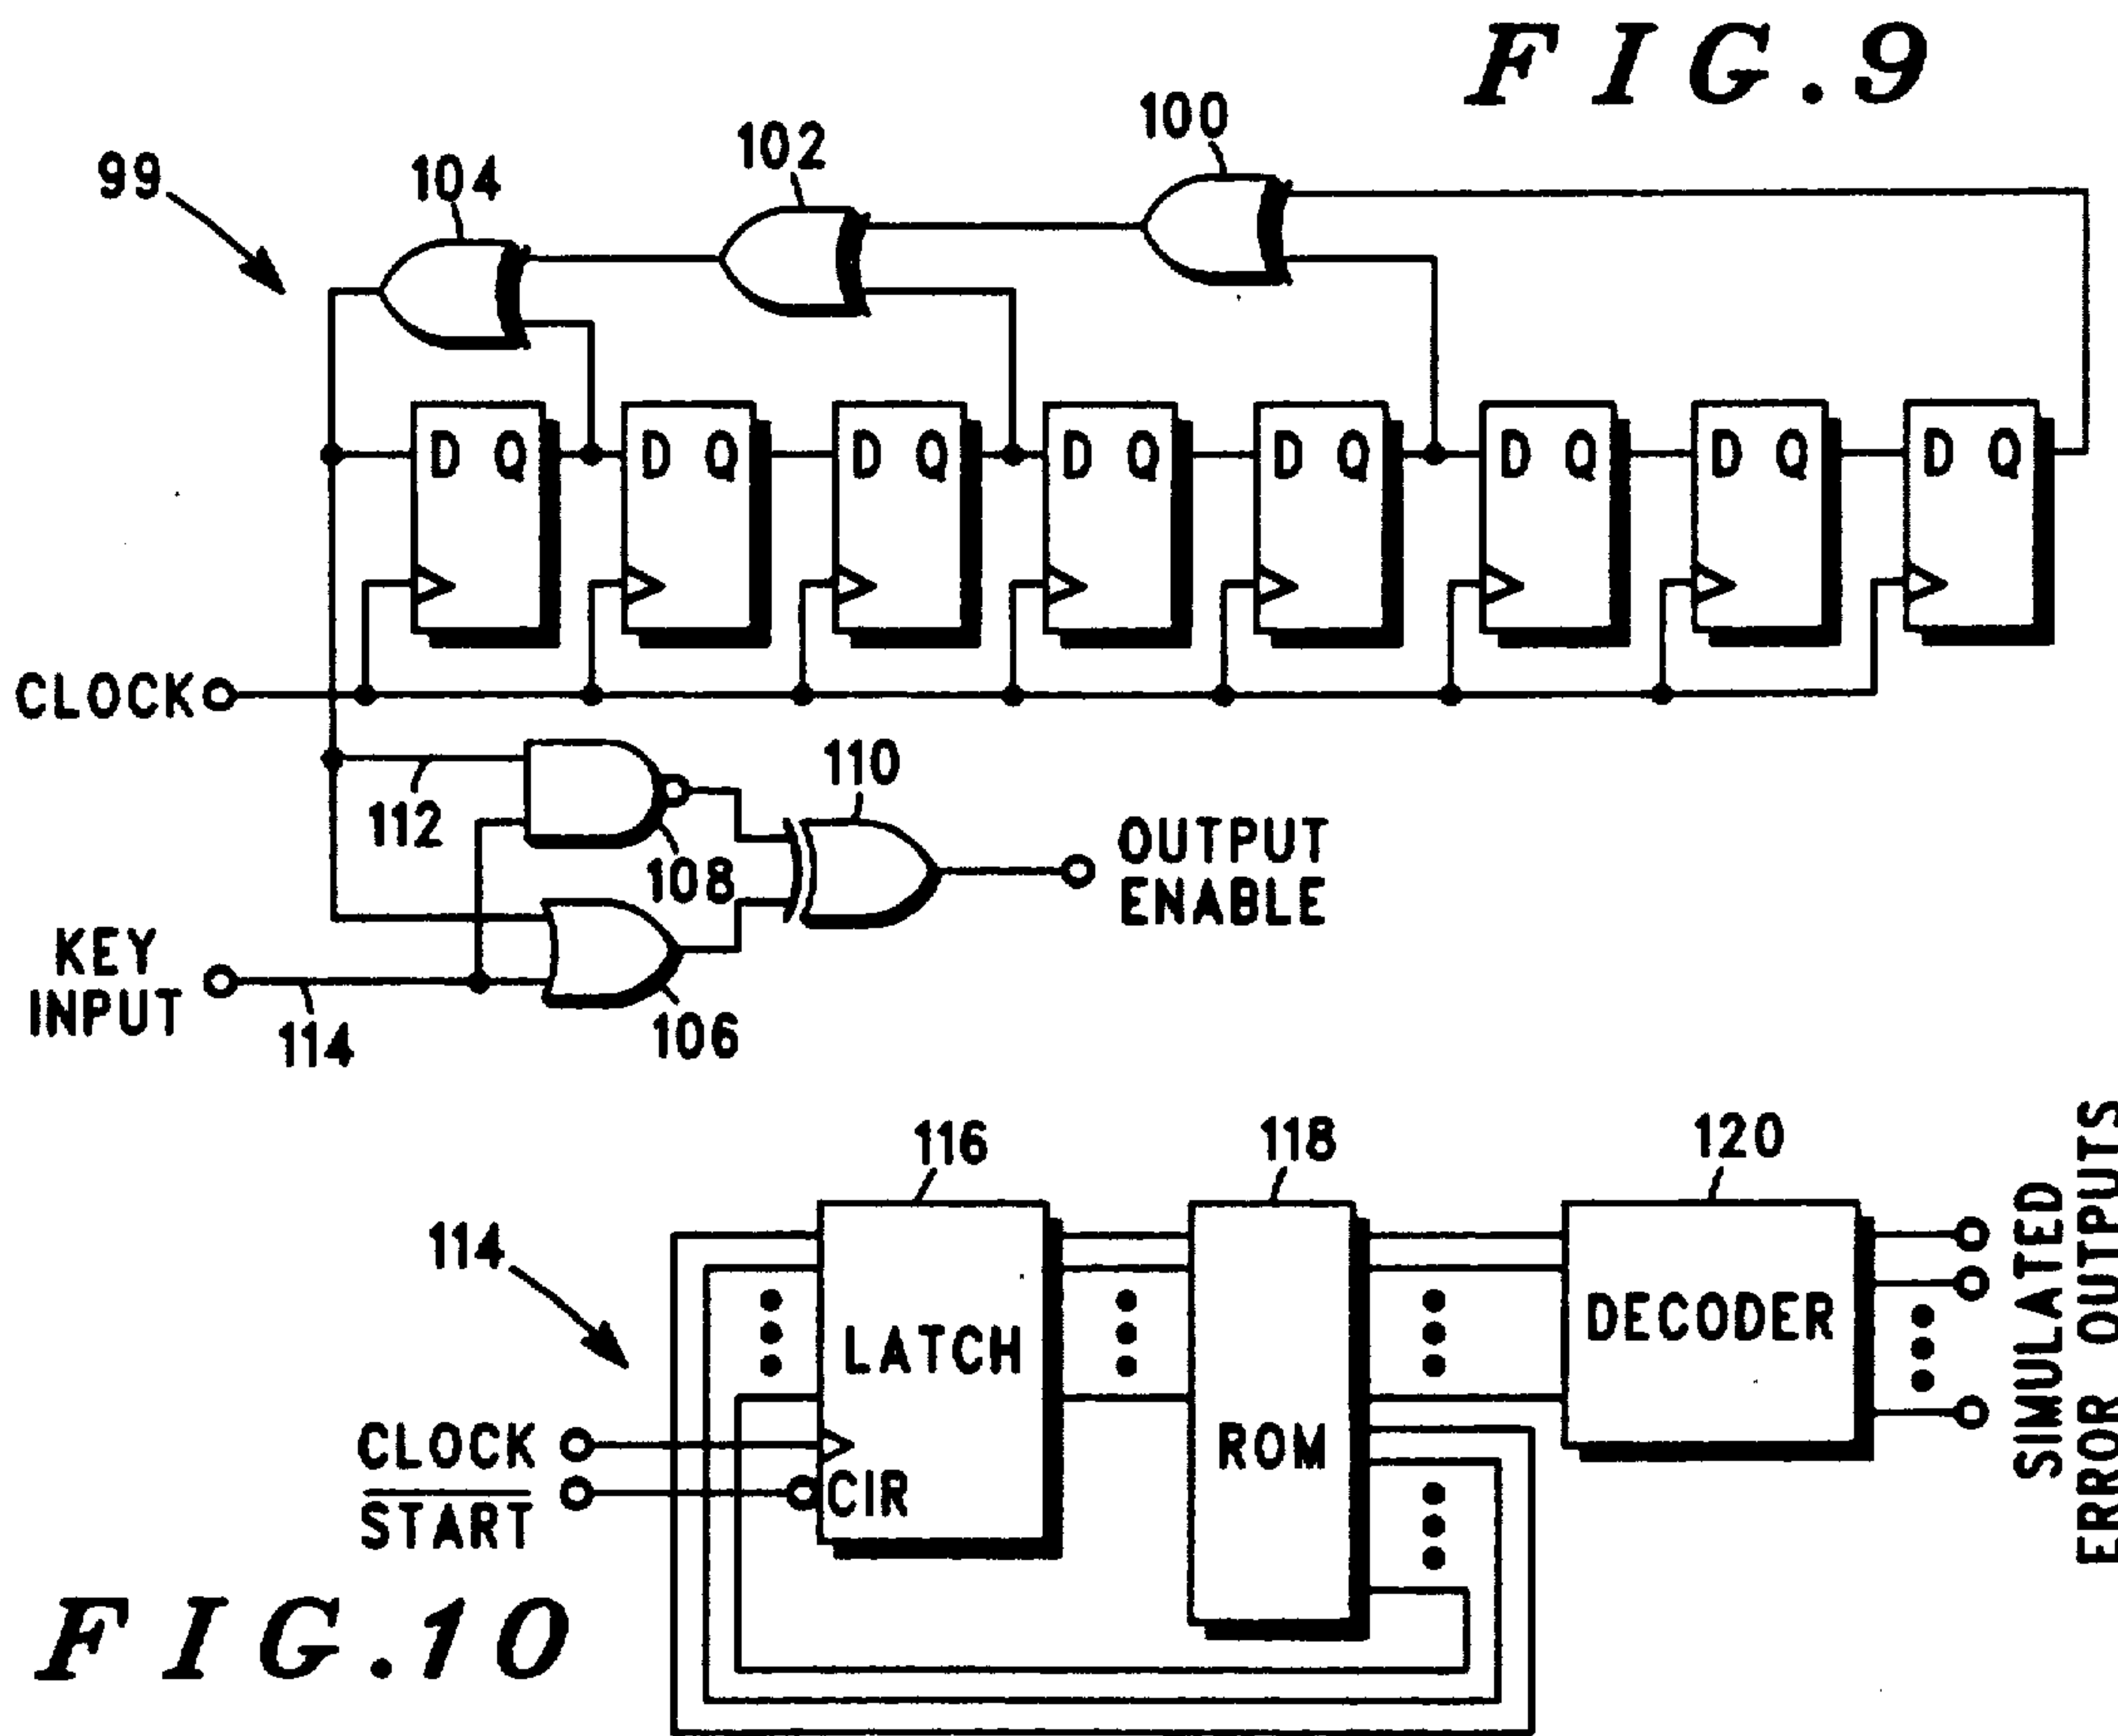 FIG.9
100
102
104
99
D Q D Q D Q D Q D Q D Q D Q D Q
CLOCK
110
112
108
OUTPUT
ENABLE
KEY
INPUT
114
106
116
118
120
114
LATCH
ROM
DECODER
CLOCK
START
CIR
SIMULATED
ERROR OUTPUTS
FIG.10